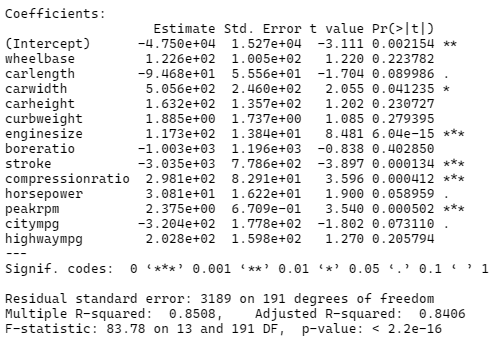 Coefficients:
                   Estimate Std. Error t value Pr(>|t|)
(Intercept)      -4.750e+04  1.527e+04  -3.111 0.002154 **
wheelbase         1.226e+02  1.005e+02   1.220 0.223782
carlength        -9.468e+01  5.556e+01  -1.704 0.089986 .
carwidth          5.056e+02  2.460e+02   2.055 0.041235 *
carheight         1.632e+02  1.357e+02   1.202 0.230727
curbweight        1.885e+00  1.737e+00   1.085 0.279395
enginesize        1.173e+02  1.384e+01   8.481 6.04e-15 ***
boreratio        -1.003e+03  1.196e+03  -0.838 0.402850
stroke           -3.035e+03  7.786e+02  -3.897 0.000134 ***
compressionratio  2.981e+02  8.291e+01   3.596 0.000412 ***
horsepower        3.081e+01  1.622e+01   1.900 0.058959 .
peakrpm           2.375e+00  6.709e-01   3.540 0.000502 ***
citympg          -3.204e+02  1.778e+02  -1.802 0.073110 .
highwaympg        2.028e+02  1.598e+02   1.270 0.205794
---
Signif. codes:  0 ‘***’ 0.001 ‘**’ 0.01 ‘*’ 0.05 ‘.’ 0.1 ‘ ’ 1
Residual standard error: 3189 on 191 degrees of freedom
Multiple R-squared:  0.8508,    Adjusted R-squared:  0.8406
F-statistic: 83.78 on 13 and 191 DF,  p-value: < 2.2e-16